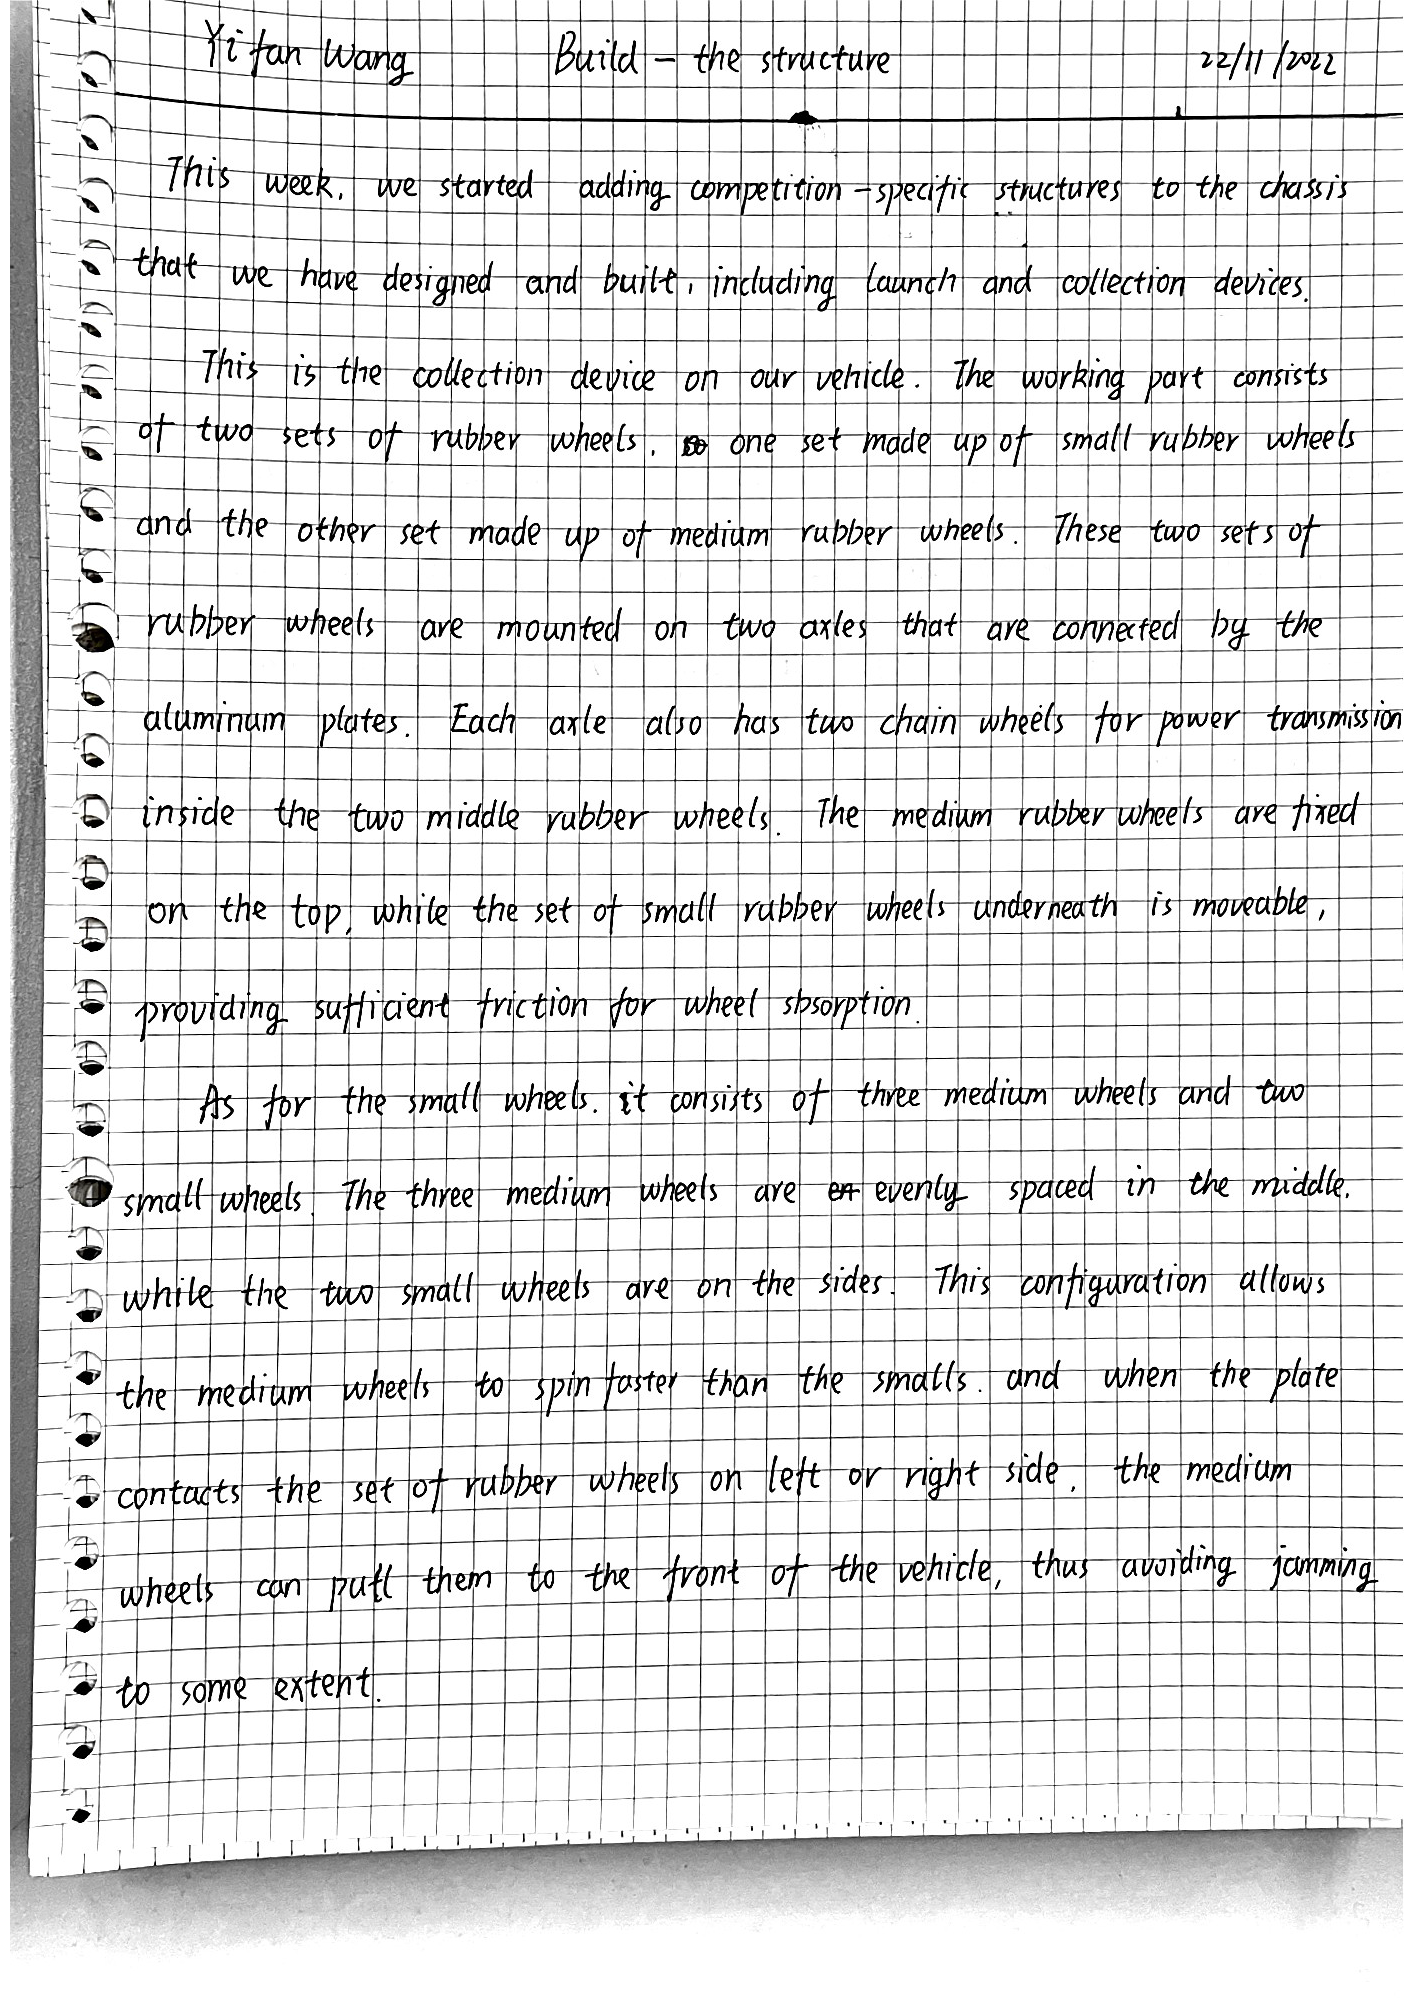 Yifan Wang Build - the structure 22/11/2022
This week, we started adding competition-specific structures to the chassis
that we have designed and built, including launch and collection devices.
This is the collection device on our vehicle. The working part consists
of two sets of rubber wheels, one set made up of small rubber wheels
and the other set made up of medium rubber wheels. These two sets of
rubber wheels are mounted on two axles that are connected by the
aluminum plates. Each axle also has two chain wheels for power transmission
inside the two middle rubber wheels. The medium rubber wheels are fixed
on the top, while the set of small rubber wheels underneath is moveable,
providing sufficient friction for wheel sbsorption.
As for the small wheels. it consists of three medium wheels and two
small wheels. The three medium wheels are evenly spaced in the middle.
while the two small wheels are on the sides. This configuration allows
the medium wheels to spin faster than the smalls. and when the plate
contacts the set of rubber wheels on left or right side, the medium
wheels can pull them to the front of the vehicle, thus avoiding jamming
to some extent.